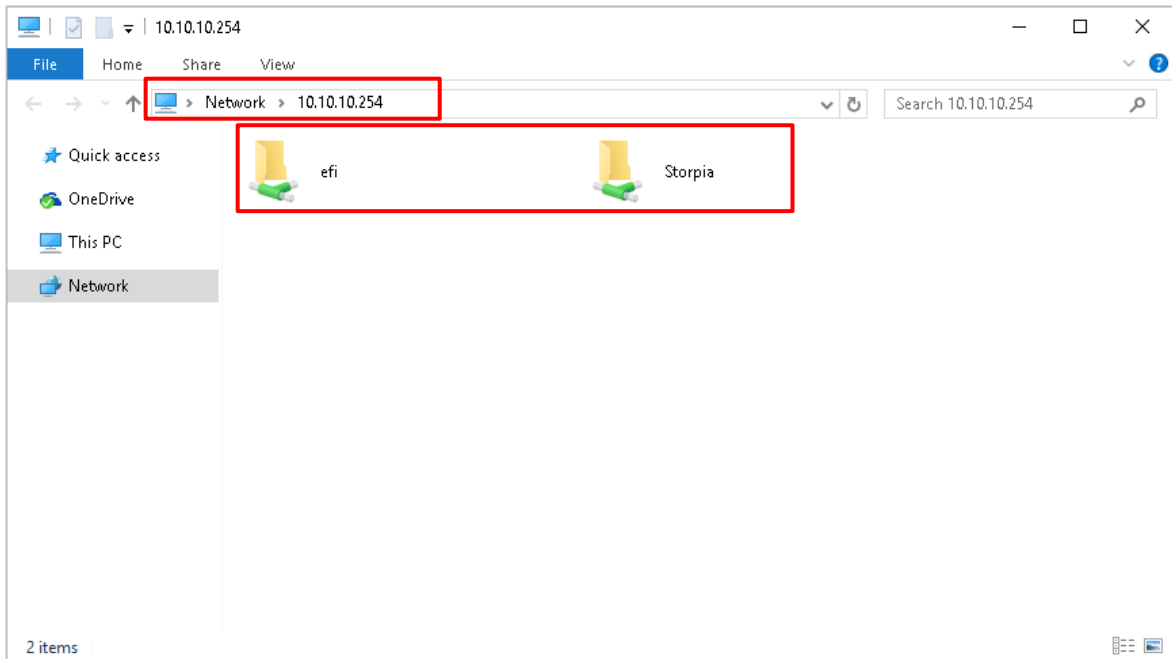 10.10.10.254
File Home Share View
Network > 10.10.10.254
Search 10.10.10.254
Quick access
OneDrive
This PC
Network
efi
Storpia
2 items